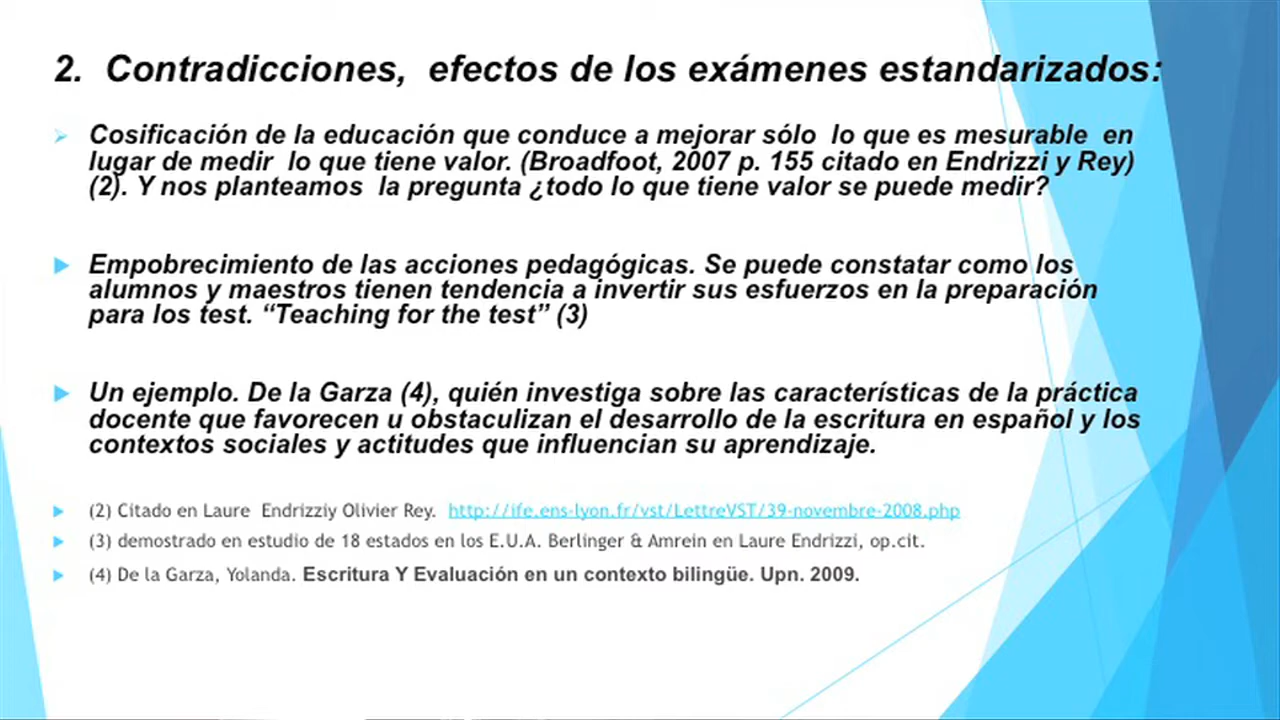 2. Contradicciones, efectos de los exámenes estandarizados:
Cosificación de la educación que conduce a mejorar sólo lo que es mesurable en
lugar de medir lo que tiene valor. (Broadfoot, 2007 p. 155 citado en Endrizzi y Rey)
(2). Y nos planteamos la pregunta ¿todo lo que tiene valor se puede medir?
Empobrecimiento de las acciones pedagógicas. Se puede constatar como los
alumnos y maestros tienen tendencia a invertir sus esfuerzos en la preparación
para los test. “Teaching for the test” (3)
Un ejemplo. De la Garza (4), quién investiga sobre las características de la práctica
docente que favorecen u obstaculizan el desarrollo de la escritura en español y los
contextos sociales y actitudes que influencian su aprendizaje.
(2) Citado en Laure Endrizziy Olivier Rey. http://ife.ens-lyon.fr/vst/LettreVST/39-novembre-2008.php
(3) demostrado en estudio de 18 estados en los E.U.A. Berlinger & Amrein en Laure Endrizzi, op.cit.
(4) De la Garza, Yolanda. Escritura Y Evaluación en un contexto bilingüe. Upn. 2009.